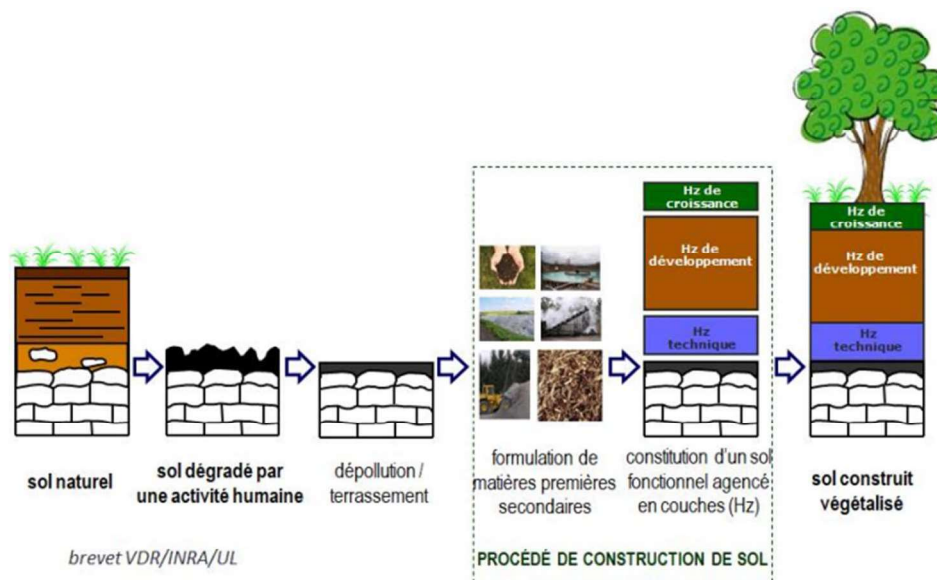 Hz de
croissance
Hz de
développement
Hz
technique
Hz de
croissance
Hz de
développement
Hz
technique
sol naturel
sol dégradé par
une activité humaine
dépollution /
terrassement
formulation de
matières premières
secondaires
constitution d'un sol
fonctionnel agencé
en couches (Hz)
sol construit
végétalisé
brevet VDR/INRA/UL
PROCÉDÉ DE CONSTRUCTION DE SOL